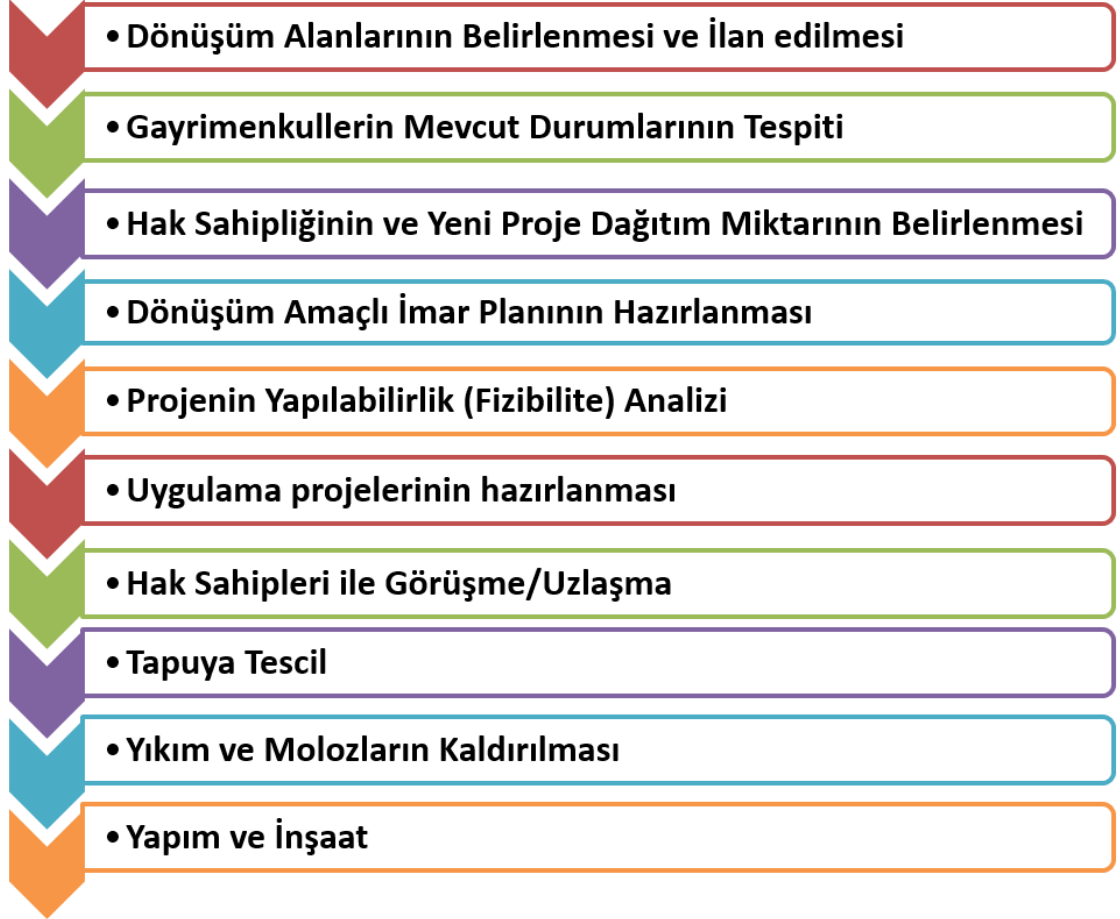 • Dönüşüm Alanlarının Belirlenmesi ve İlan edilmesi
• Gayrimenkullerin Mevcut Durumlarının Tespiti
• Hak Sahipliğinin ve Yeni Proje Dağıtım Miktarının Belirlenmesi
• Dönüşüm Amaçlı İmar Planının Hazırlanması
• Projenin Yapılabilirlik (Fizibilite) Analizi
• Uygulama projelerinin hazırlanması
• Hak Sahipleri ile Görüşme/Uzlaşma
• Tapuya Tescil
• Yıkım ve Molozların Kaldırılması
• Yapım ve İnşaat